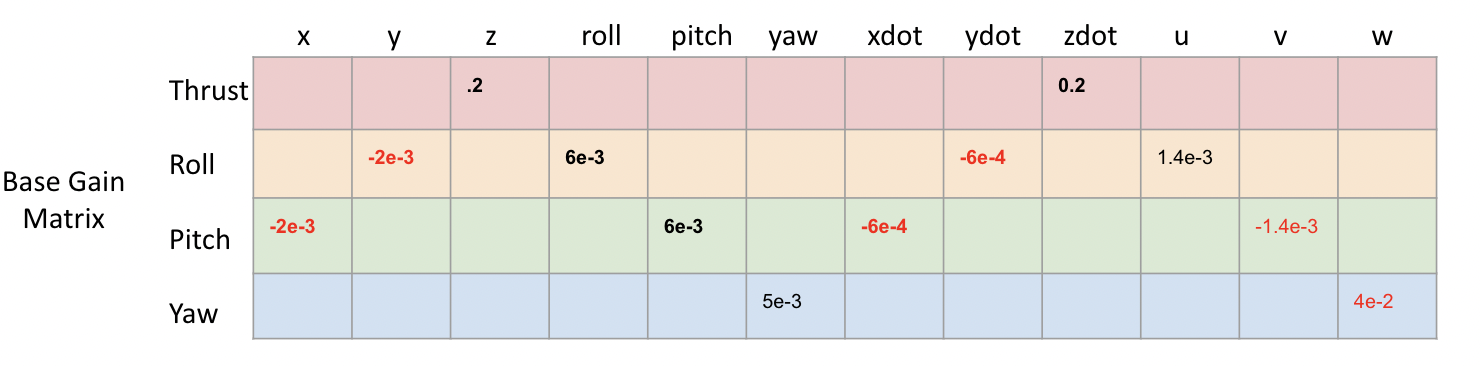 x y z roll pitch yaw xdot ydot zdot u v w
Thrust .2 0.2
Roll -2e-3 6e-3 -6e-4 1.4e-3
Base Gain
Matrix
Pitch -2e-3 6e-3 -6e-4 -1.4e-3
Yaw 5e-3 4e-2